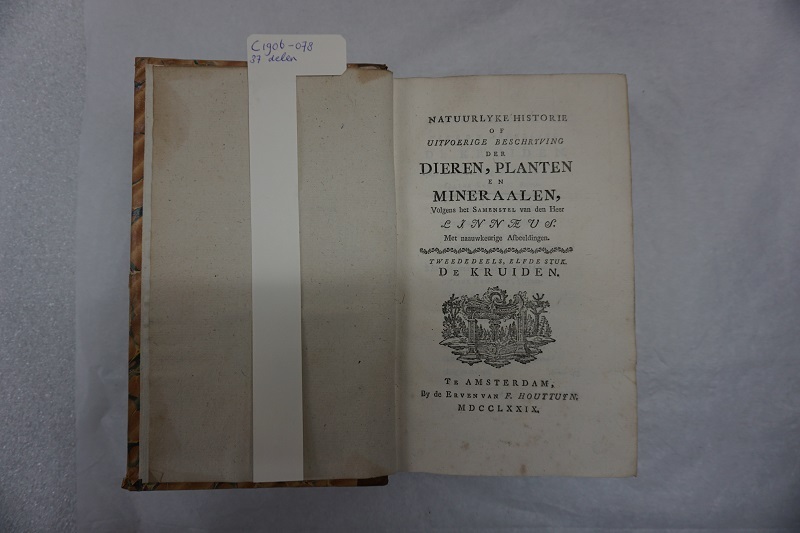 C1906-078
37 delen
NATUURLYKE HISTORIE
OF
UITVOERIGE BESCHRYVING
DER
DIEREN, PLANTEN
EN
MINERAALEN,
Volgens het SAMENSTEL van den Heer
LINNÆUS.
Met naauwkeurige Afbeeldingen.
TWEEDE DEELS, ELFDE STUK.
DE KRUIDEN.
TE AMSTERDAM,
By de ERVEN VAN F. HOUTTUYN.
MDCCLXXIX.